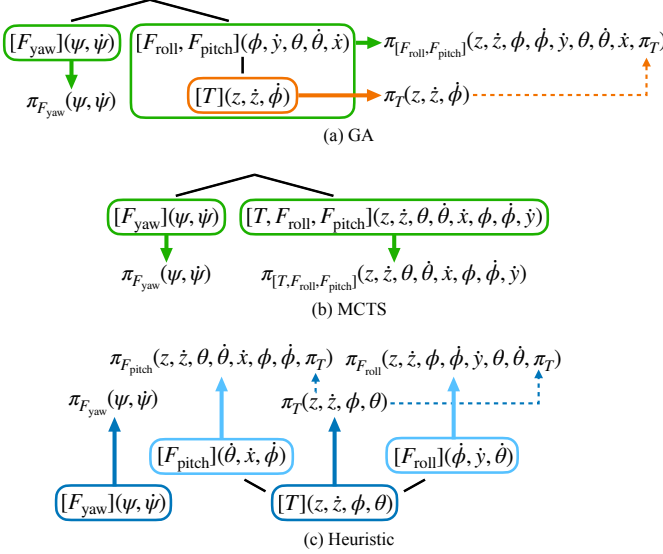 [F_yaw](ψ, ψ̇) [F_roll, F_pitch](ϕ, ẏ, θ, θ̇, ẋ) π_[F_roll, F_pitch](z, ż, ϕ, ϕ̇, ẏ, θ, θ̇, ẋ, π_T)
π_F_yaw(ψ, ψ̇) [T](z, ż, ϕ̇) π_T(z, ż, ϕ̇)
(a) GA
[F_yaw](ψ, ψ̇) [T, F_roll, F_pitch](z, ż, θ, θ̇, ẋ, ϕ, ϕ̇, ẏ)
π_F_yaw(ψ, ψ̇) π_[T, F_roll, F_pitch](z, ż, θ, θ̇, ẋ, ϕ, ϕ̇, ẏ)
(b) MCTS
π_F_pitch(z, ż, θ, θ̇, ẋ, ϕ, ϕ̇, π_T) π_F_roll(z, ż, ϕ, ϕ̇, ẏ, θ, θ̇, π_T)
π_F_yaw(ψ, ψ̇) π_T(z, ż, ϕ, θ)
[F_pitch](θ̇, ẋ, ϕ̇) [F_roll](ϕ̇, ẏ, θ̇)
[F_yaw](ψ, ψ̇) [T](z, ż, ϕ, θ)
(c) Heuristic